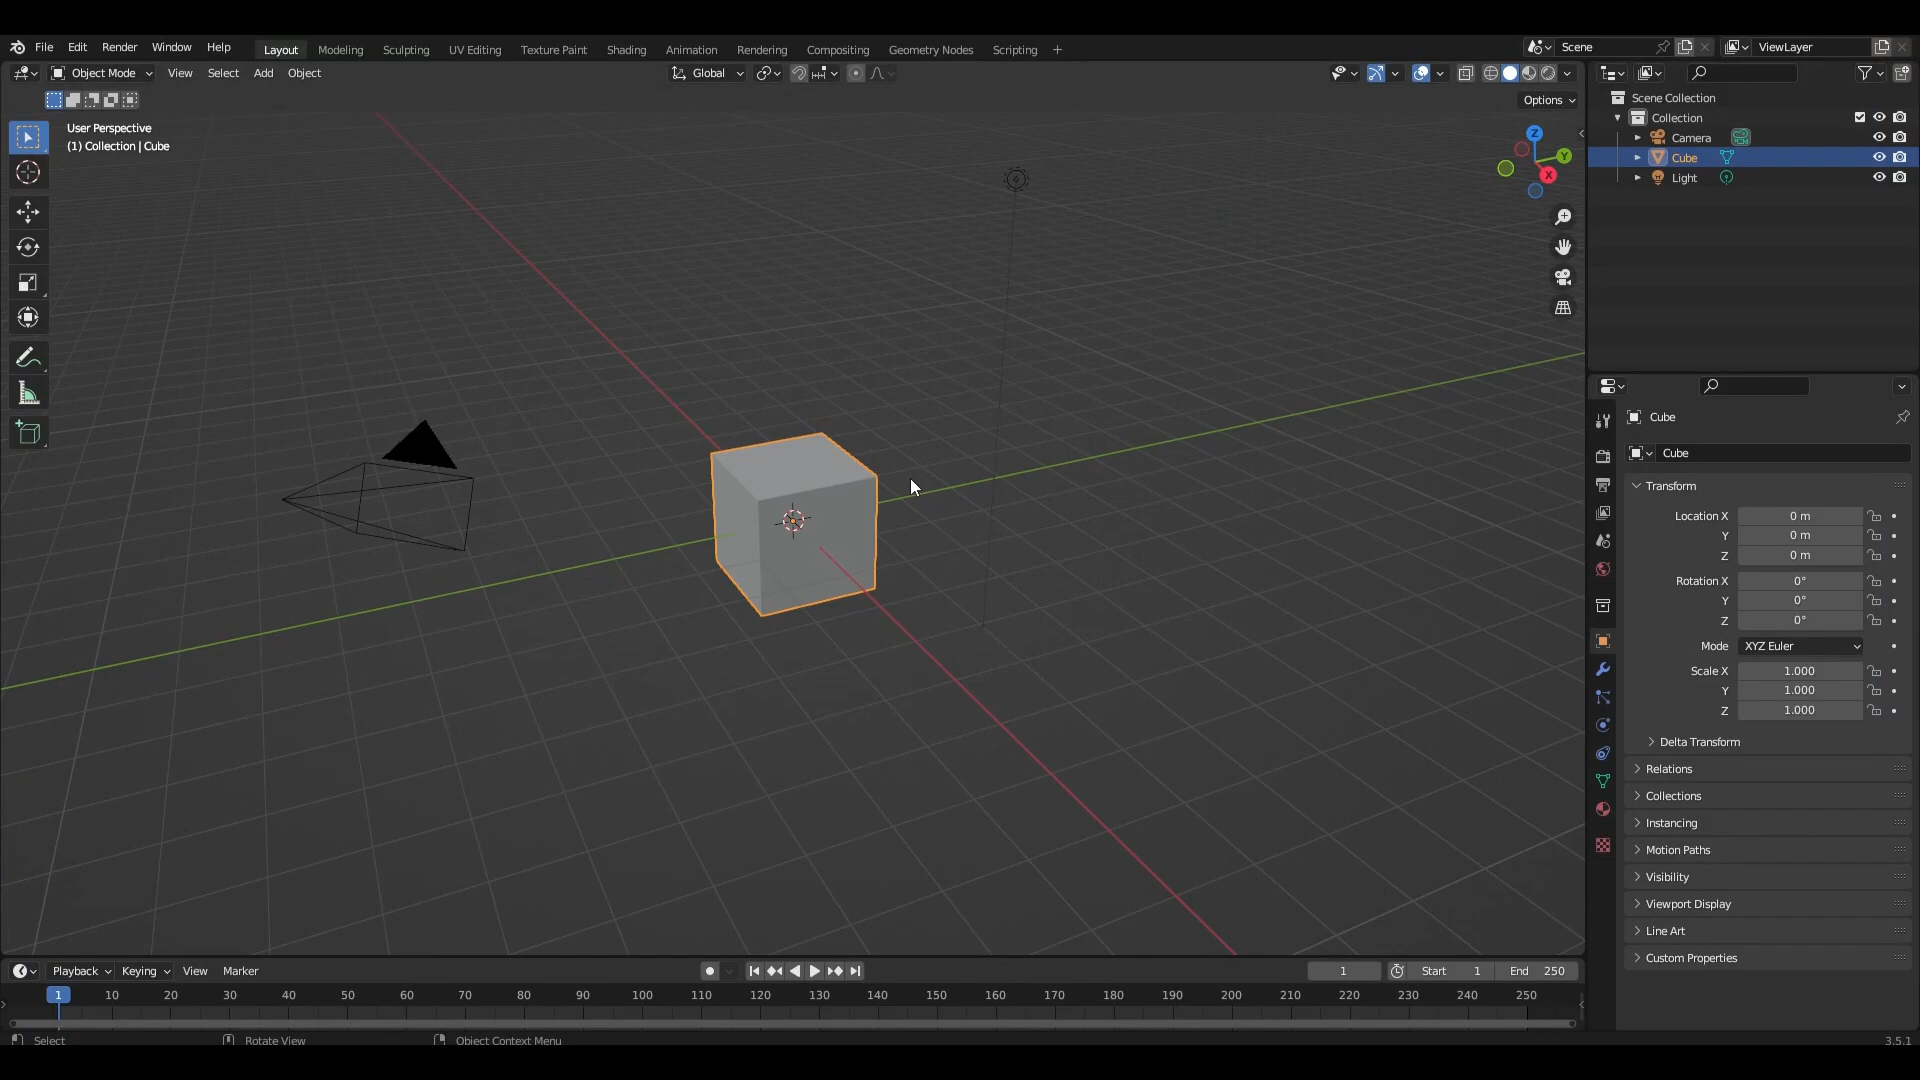 File Edit Render Window Help Layout Modeling Sculpting UV Editing Texture Paint Shading Animation Rendering Compositing Geometry Nodes Scripting + Scene ViewLayer
Object Mode View Select Add Object Global
Options
User Perspective
(1) Collection | Cube
Z
Y
X
Scene Collection
Collection
Camera
Cube
Light
Cube
Cube
Transform
Location X 0 m
Y 0 m
Z 0 m
Rotation X 0°
Y 0°
Z 0°
Mode XYZ Euler
Scale X 1.000
Y 1.000
Z 1.000
Delta Transform
Relations
Collections
Instancing
Motion Paths
Visibility
Viewport Display
Line Art
Custom Properties
Playback Keying View Marker 1 Start 1 End 250
1 10 20 30 40 50 60 70 80 90 100 110 120 130 140 150 160 170 180 190 200 210 220 230 240 250
Select Rotate View Object Context Menu 3.5.1